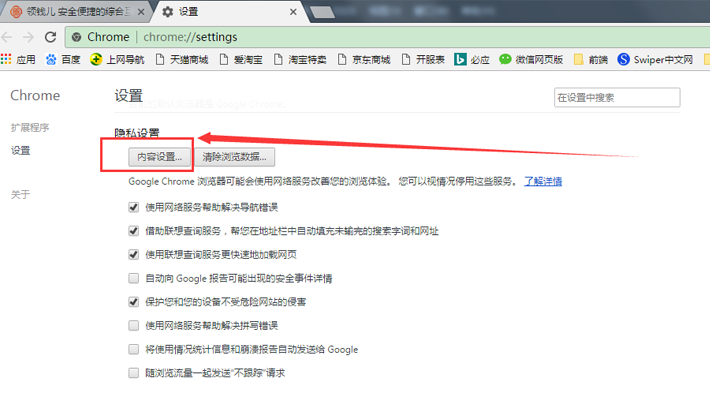 领钱儿 安全便捷的综合互
设置
Chrome | chrome://settings
应用 百度 上网导航 天猫商城 爱淘宝 淘宝特卖 京东商城 开服表 必应 微信网页版 前端 Swiper中文网
Chrome
设置
在设置中搜索
扩展程序
设置
关于
隐私设置
内容设置... 清除浏览数据...
Google Chrome 浏览器可能会使用网络服务改善您的浏览体验。您可以视情况停用这些服务。 了解详情
使用网络服务帮助解决导航错误
借助联想查询服务，帮您在地址栏中自动填充未输完的搜索字词和网址
使用联想查询服务更快速地加载网页
自动向 Google 报告可能出现的安全事件详情
保护您和您的设备不受危险网站的侵害
使用网络服务帮助解决拼写错误
将使用情况统计信息和崩溃报告自动发送给 Google
随浏览流量一起发送“不跟踪”请求